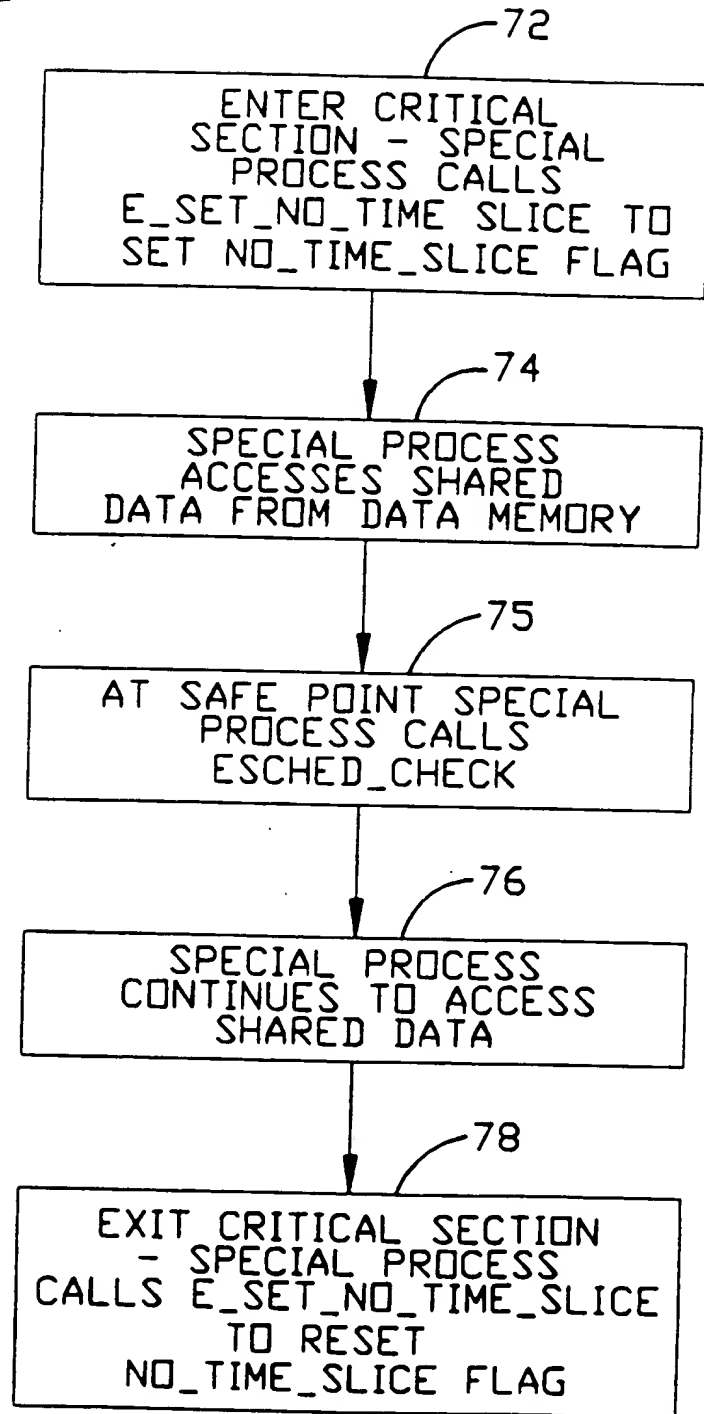 72
ENTER CRITICAL
SECTION - SPECIAL
PROCESS CALLS
E_SET_NO_TIME SLICE TO
SET NO_TIME_SLICE FLAG
74
SPECIAL PROCESS
ACCESSES SHARED
DATA FROM DATA MEMORY
75
AT SAFE POINT SPECIAL
PROCESS CALLS
ESCHED_CHECK
76
SPECIAL PROCESS
CONTINUES TO ACCESS
SHARED DATA
78
EXIT CRITICAL SECTION
- SPECIAL PROCESS
CALLS E_SET_NO_TIME_SLICE
TO RESET
NO_TIME_SLICE FLAG